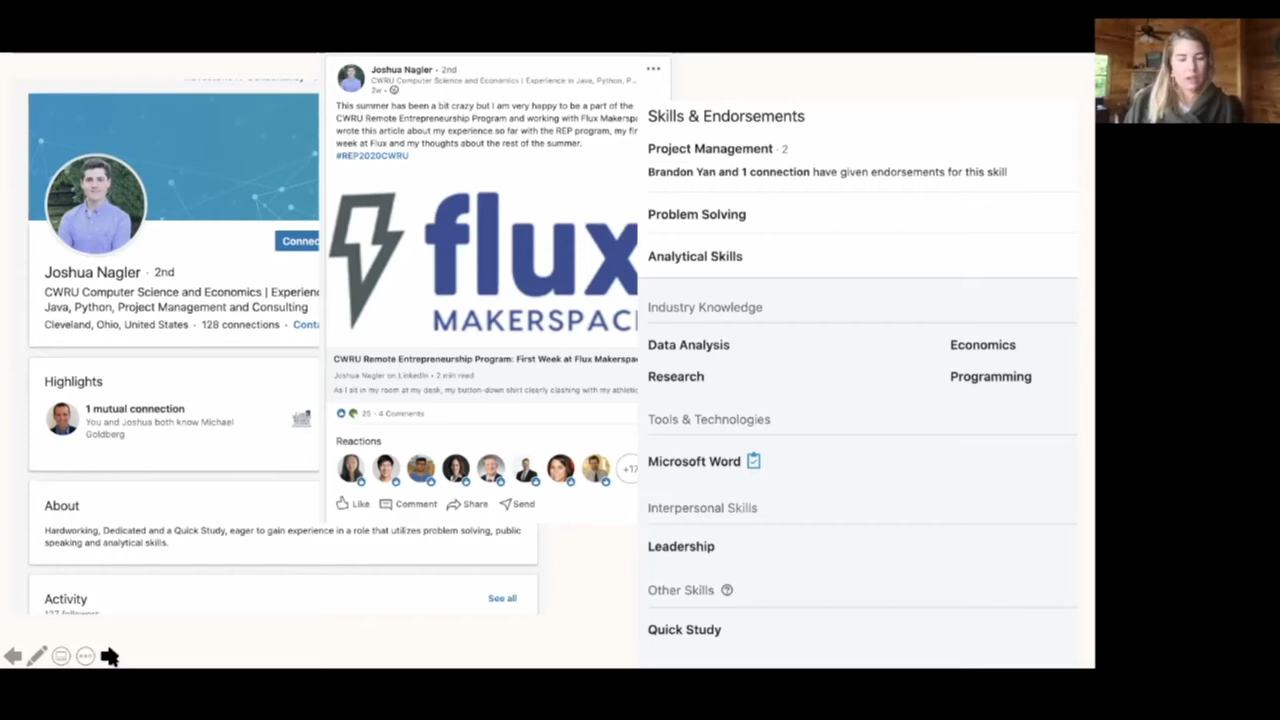 Joshua Nagler · 2nd
CWRU Computer Science and Economics | Experienc
Java, Python, Project Management and Consulting
Cleveland, Ohio, United States · 128 connections · Conta
Connec
Highlights
1 mutual connection
You and Joshua both know Michael
Goldberg
About
Hardworking, Dedicated and a Quick Study, eager to gain experience in a role that utilizes problem solving, public
speaking and analytical skills.
Activity
See all
127 followers
Joshua Nagler · 2nd
CWRU Computer Science and Economics | Experience in Java, Python, P...
2w
This summer has been a bit crazy but I am very happy to be a part of the
CWRU Remote Entrepreneurship Program and working with Flux Makerspa
wrote this article about my experience so far with the REP program, my fir
week at Flux and my thoughts about the rest of the summer.
#REP2020CWRU
flux
MAKERSPAC
CWRU Remote Entrepreneurship Program: First Week at Flux Makerspa
Joshua Nagler on LinkedIn • 2 min read
As I sit in my room at my desk, my button-down shirt clearly clashing with my athletic
25 · 4 Comments
Reactions
+17
Like Comment Share Send
Skills & Endorsements
Project Management · 2
Brandon Yan and 1 connection have given endorsements for this skill
Problem Solving
Analytical Skills
Industry Knowledge
Data Analysis
Economics
Research
Programming
Tools & Technologies
Microsoft Word
Interpersonal Skills
Leadership
Other Skills
Quick Study